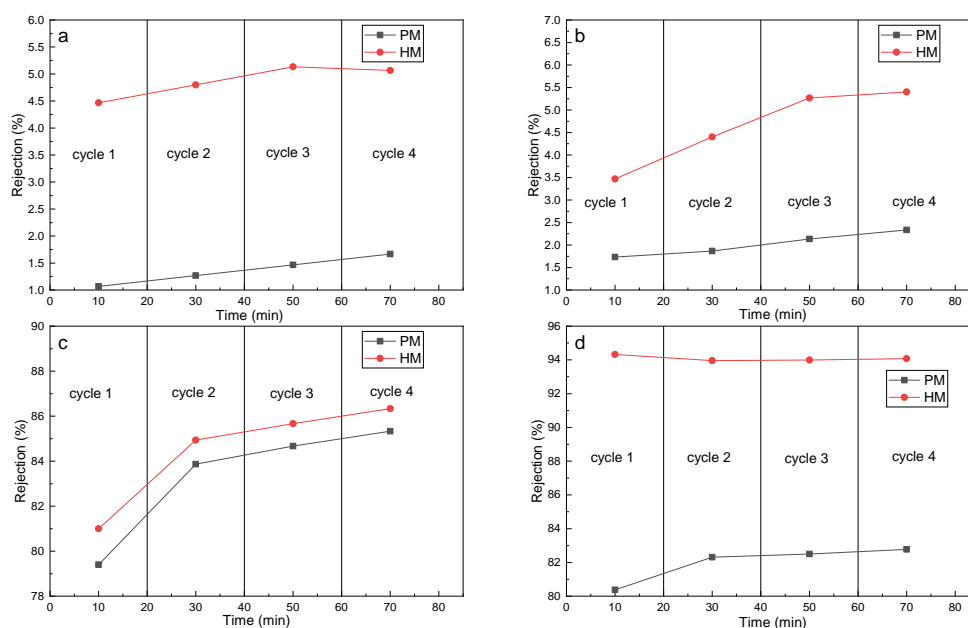 a
PM
HM
Rejection (%)
6.0
5.5
5.0
4.5
4.0
3.5
3.0
2.5
2.0
1.5
1.0
cycle 1 cycle 2 cycle 3 cycle 4
0 10 20 30 40 50 60 70 80
Time (min)
b
PM
HM
Rejection (%)
7.0
6.5
6.0
5.5
5.0
4.5
4.0
3.5
3.0
2.5
2.0
1.5
1.0
cycle 1 cycle 2 cycle 3 cycle 4
0 10 20 30 40 50 60 70 80
Time (min)
c
PM
HM
Rejection (%)
90
88
86
84
82
80
78
cycle 1 cycle 2 cycle 3 cycle 4
0 10 20 30 40 50 60 70 80
Time (min)
d
PM
HM
Rejection (%)
96
94
92
90
88
86
84
82
80
cycle 1 cycle 2 cycle 3 cycle 4
0 10 20 30 40 50 60 70 80
Time (min)